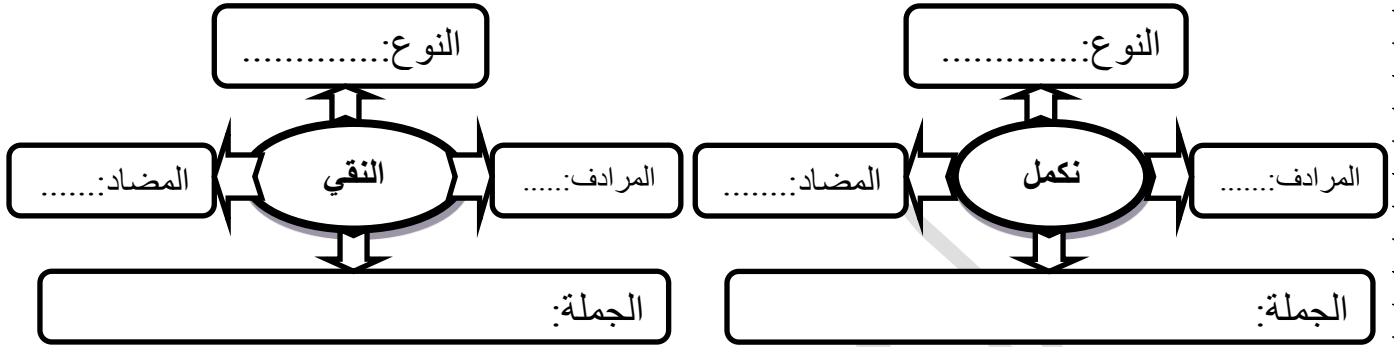 النوع:..............
المرادف:......
نكمل
المضاد:.......
الجملة:
النوع:..............
المرادف:.....
النقي
المضاد:......
الجملة: